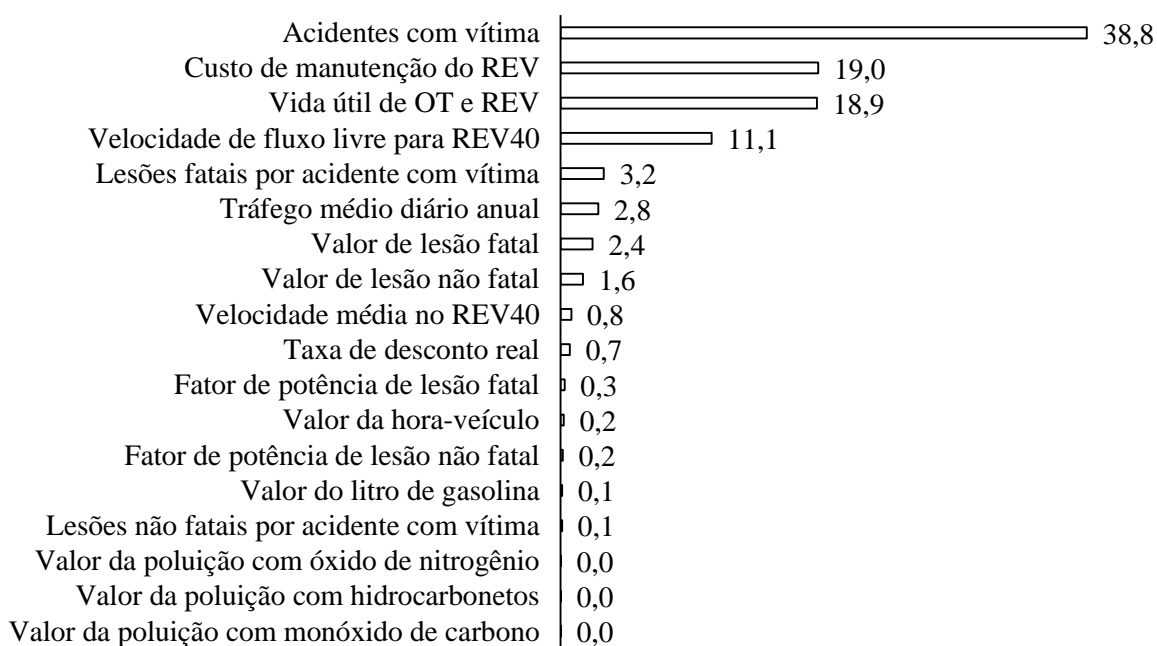 Acidentes com vítima 38,8
Custo de manutenção do REV 19,0
Vida útil de OT e REV 18,9
Velocidade de fluxo livre para REV40 11,1
Lesões fatais por acidente com vítima 3,2
Tráfego médio diário anual 2,8
Valor de lesão fatal 2,4
Valor de lesão não fatal 1,6
Velocidade média no REV40 0,8
Taxa de desconto real 0,7
Fator de potência de lesão fatal 0,3
Valor da hora-veículo 0,2
Fator de potência de lesão não fatal 0,2
Valor do litro de gasolina 0,1
Lesões não fatais por acidente com vítima 0,1
Valor da poluição com óxido de nitrogênio 0,0
Valor da poluição com hidrocarbonetos 0,0
Valor da poluição com monóxido de carbono 0,0